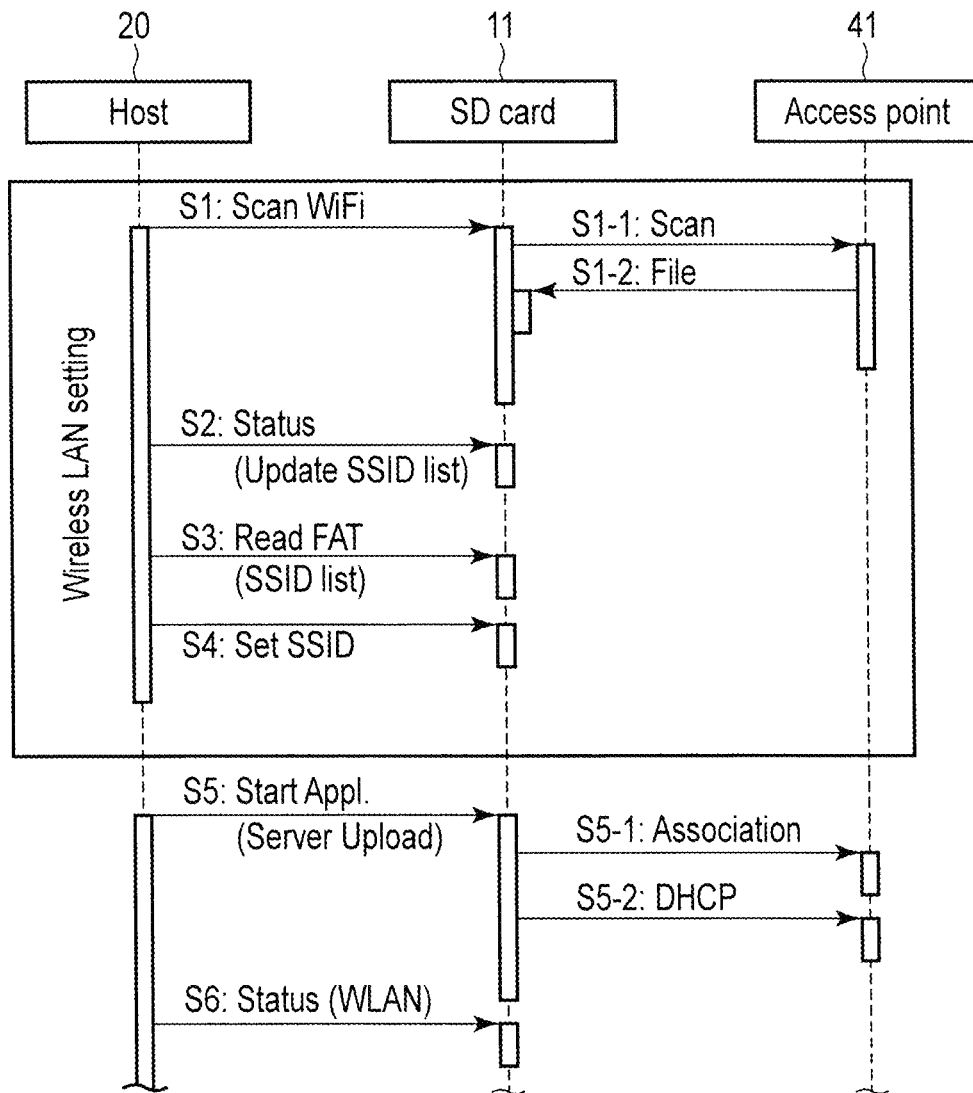 20
11
41
Host
SD card
Access point
S1: Scan WiFi
S1-1: Scan
S1-2: File
Wireless LAN setting
S2: Status
(Update SSID list)
S3: Read FAT
(SSID list)
S4: Set SSID
S5: Start Appl.
(Server Upload)
S5-1: Association
S5-2: DHCP
S6: Status (WLAN)